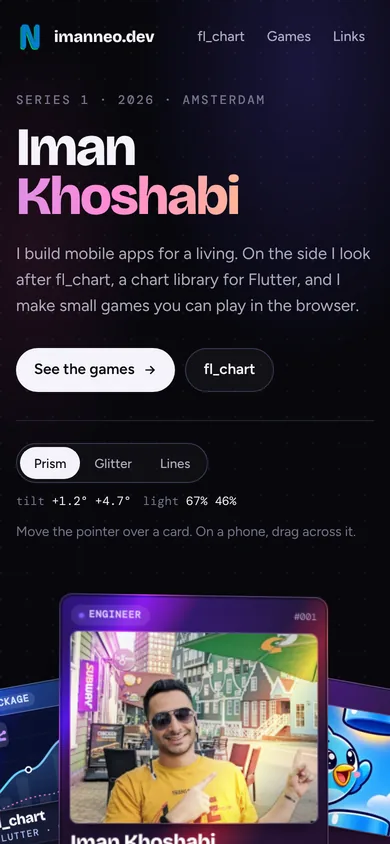 imanneo.dev
fl_chart Games Links
SERIES 1 · 2026 · AMSTERDAM
Iman
Khoshabi
I build mobile apps for a living. On the side I look
after fl_chart, a chart library for Flutter, and I
make small games you can play in the browser.
See the games →
fl_chart
Prism Glitter Lines
tilt +1.2° +4.7° light 67% 46%
Move the pointer over a card. On a phone, drag across it.
ENGINEER
#001
SUBWAY
CKAGE
l_chart
LUTTER ·
Iman Khoshabi